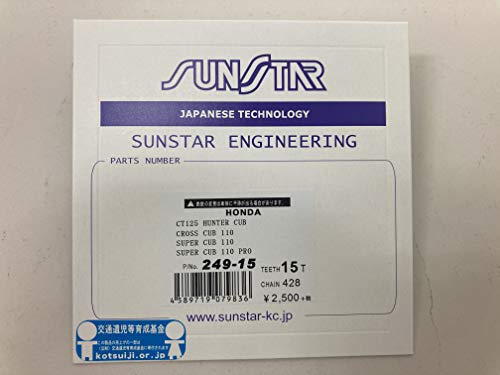 SUNSTAR
JAPANESE TECHNOLOGY
SUNSTAR ENGINEERING
PARTS NUMBER
HONDA
CT125 HUNTER CUB
CROSS CUB 110
SUPER CUB 110
SUPER CUB 110 PRO
P/No. 249-15 TEETH 15T
CHAIN 428
4589719079836 ¥2,500+税
www.sunstar-kc.jp
交通遺児等育成基金
kotsuiji.or.jp